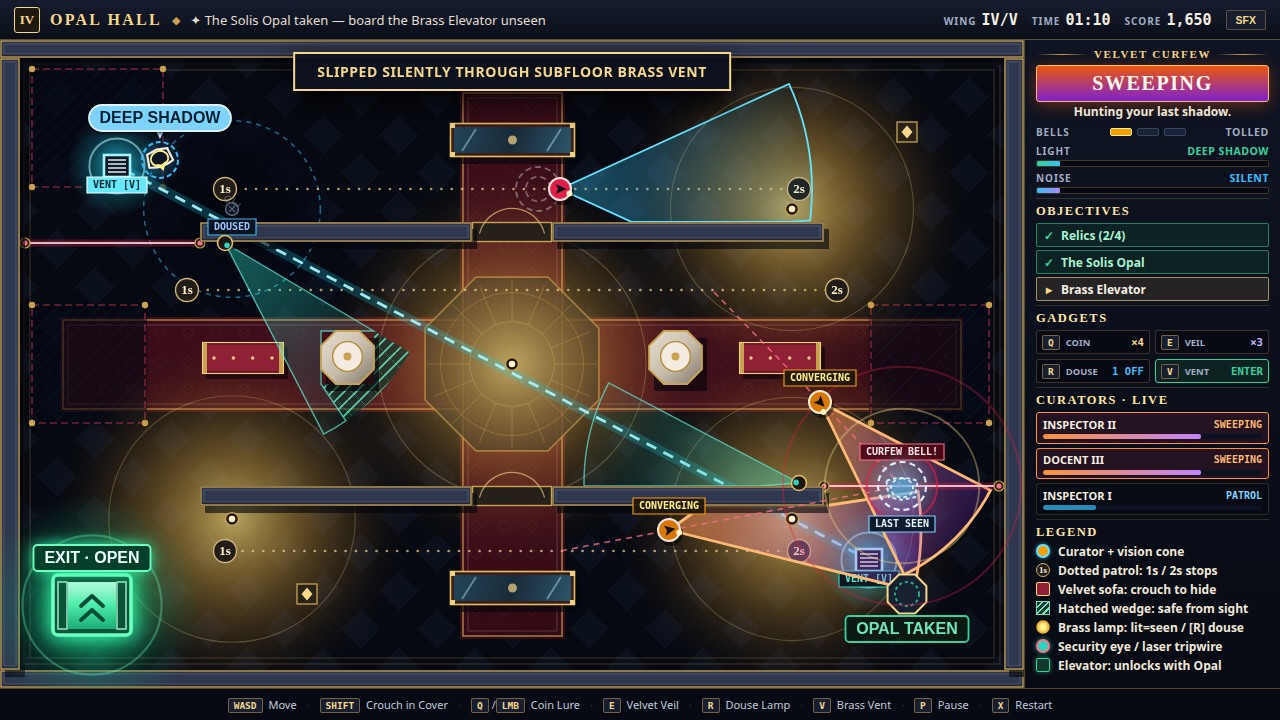 IV OPAL HALL ◆ ✦ The Solis Opal taken — board the Brass Elevator unseen
WING IV/V TIME 01:10 SCORE 1,650 SFX
SLIPPED SILENTLY THROUGH SUBFLOOR BRASS VENT
DEEP SHADOW
VENT [V]
1s
2s
DOUSED
1s
2s
CONVERGING
CURFEW BELL!
CONVERGING
LAST SEEN
1s
2s
VENT [V]
EXIT · OPEN
OPAL TAKEN
VELVET CURFEW
SWEEPING
Hunting your last shadow.
BELLS TOLLED
LIGHT DEEP SHADOW
NOISE SILENT
OBJECTIVES
✓ Relics (2/4)
✓ The Solis Opal
▸ Brass Elevator
GADGETS
Q COIN ×4
E VEIL ×3
R DOUSE 1 OFF
V VENT ENTER
CURATORS · LIVE
INSPECTOR II SWEEPING
DOCENT III SWEEPING
INSPECTOR I PATROL
LEGEND
Curator + vision cone
1s Dotted patrol: 1s / 2s stops
Velvet sofa: crouch to hide
Hatched wedge: safe from sight
Brass lamp: lit=seen / [R] douse
Security eye / laser tripwire
Elevator: unlocks with Opal
WASD Move · SHIFT Crouch in Cover · Q / LMB Coin Lure · E Velvet Veil · R Douse Lamp · V Brass Vent · P Pause · X Restart